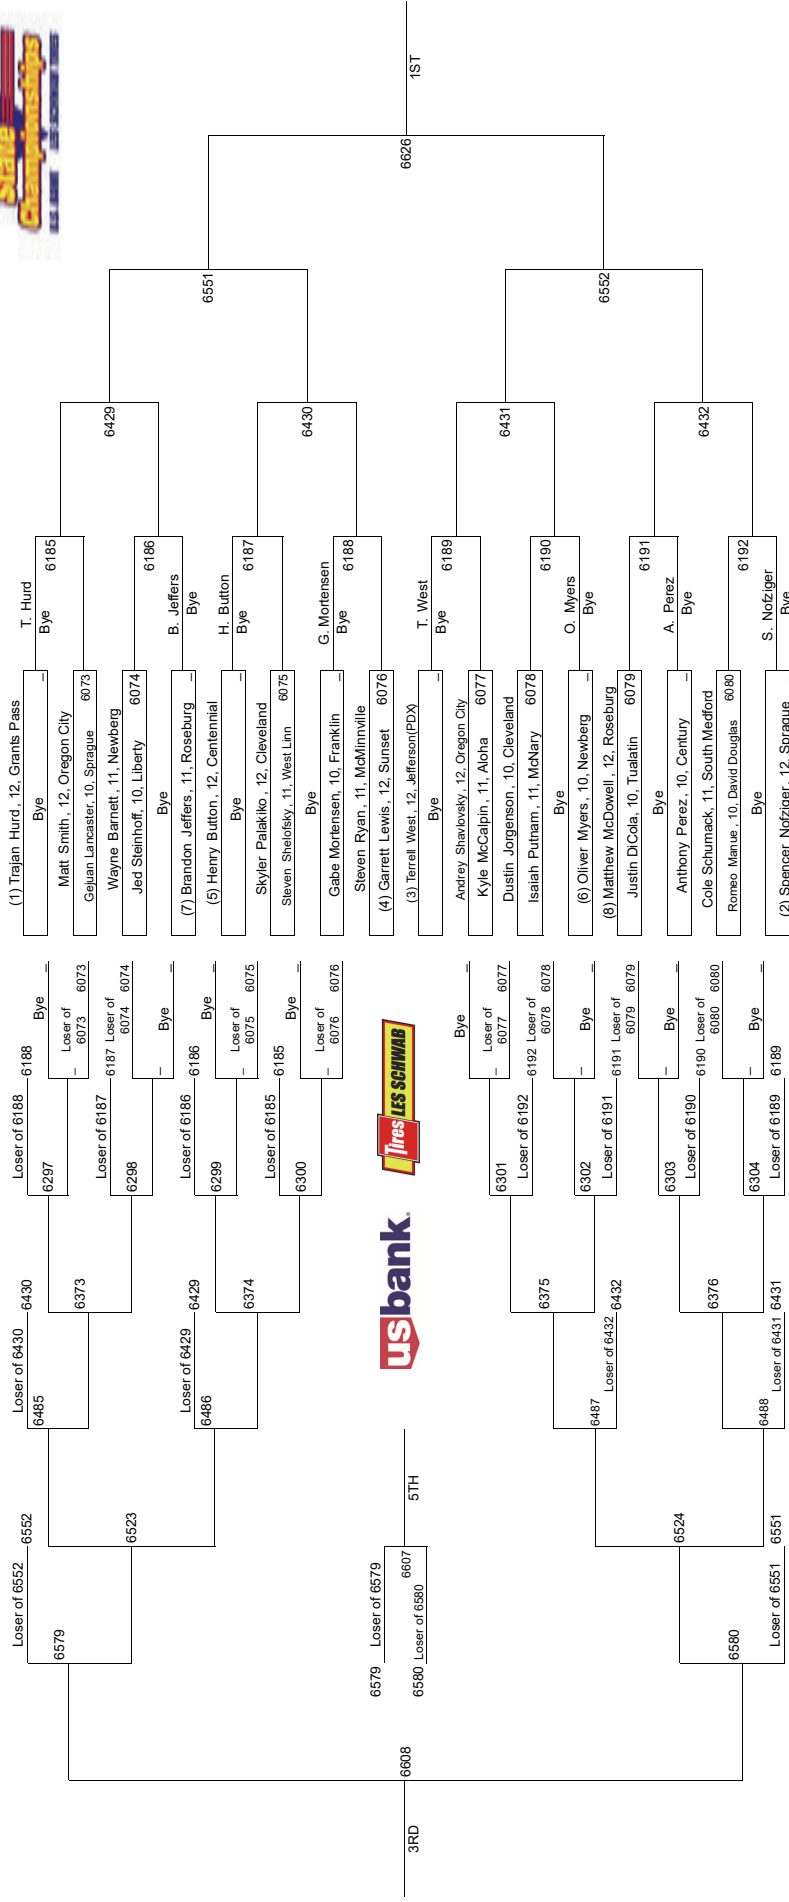 State
Championships
(1) Trajan Hurd , 12, Grants Pass
Bye
–
T. Hurd
Bye
6185
Matt Smith , 12, Oregon City
Gejuan Lancaster, 10, Sprague
6073
Wayne Barnett , 11, Newberg
Jed Steinhoff, 10, Liberty
6074
6186
Bye
(7) Brandon Jeffers , 11, Roseburg
–
B. Jeffers
Bye
6429
(5) Henry Button , 12, Centennial
Bye
–
H. Button
Bye
6187
Skyler Palakiko , 12, Cleveland
Steven Shelofsky , 11, West Linn
6075
Bye
Gabe Mortensen, 10, Franklin
–
G. Mortensen
Bye
6188
Steven Ryan , 11, McMinnville
(4) Garrett Lewis , 12, Sunset
6076
6430
6551
(3) Terrell West, 12, Jefferson(PDX)
Bye
–
T. West
Bye
6189
Andrey Shavlovsky , 12, Oregon City
Kyle McCalpin , 11, Aloha
6077
Dustin Jorgenson , 10, Cleveland
Isaiah Putnam , 11, McNary
6078
6190
Bye
(6) Oliver Myers , 10, Newberg
–
O. Myers
Bye
6431
(8) Matthew McDowell , 12, Roseburg
Justin DiCola, 10, Tualatin
6079
6191
Bye
Anthony Perez , 10, Century
–
A. Perez
Bye
Cole Schumack, 11, South Medford
Romeo Manue , 10, David Douglas
6080
6192
Bye
(2) Spencer Nofziger , 12, Sprague
–
S. Nofziger
Bye
6432
6552
6626
1ST
Loser of 6188
6188
Bye
–
Loser of
6073
6073
–
6297
Loser of 6187
6187
Loser of
6074
6074
Bye
–
–
6298
Loser of 6186
6186
Bye
–
Loser of
6075
6075
–
6299
Loser of 6185
6185
Bye
–
Loser of
6076
6076
–
6300
Loser of 6430
6430
6373
6485
Loser of 6429
6429
6374
6486
Loser of 6552
6552
6523
6579
usbank.
Tires LES SCHWAB
6579
Loser of 6579
6580
Loser of 6580
6607
5TH
Bye
–
Loser of
6077
6077
–
6301
Loser of 6192
6192
Loser of
6078
6078
Bye
–
–
6302
Loser of 6191
6191
Loser of
6079
6079
Bye
–
–
6303
Loser of 6190
6190
Loser of
6080
6080
Bye
–
–
6304
Loser of 6189
6189
6375
Loser of 6432
6432
6487
6376
Loser of 6431
6431
6488
6524
Loser of 6551
6551
6580
6608
3RD